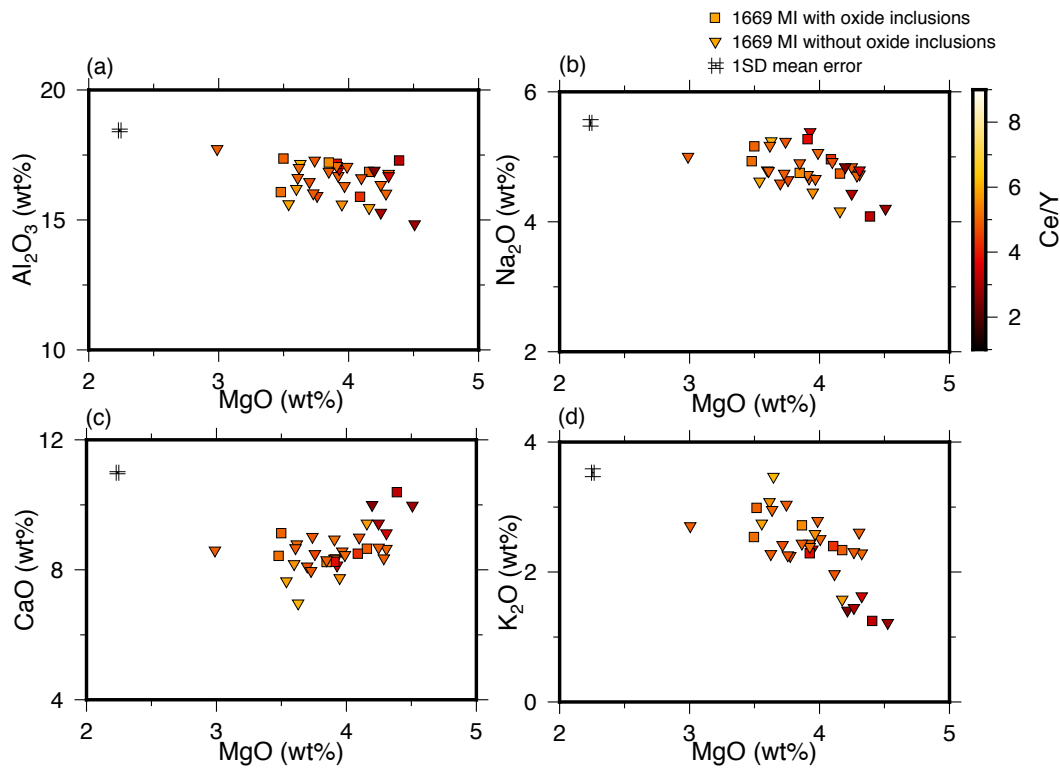 1669 MI with oxide inclusions
1669 MI without oxide inclusions
1SD mean error
(a)
20
15
10
Al₂O₃ (wt%)
2 3 4 5
MgO (wt%)
(b)
6
4
2
Na₂O (wt%)
2 3 4 5
MgO (wt%)
8
6
4
2
Ce/Y
(c)
12
8
4
CaO (wt%)
2 3 4 5
MgO (wt%)
(d)
4
2
0
K₂O (wt%)
2 3 4 5
MgO (wt%)